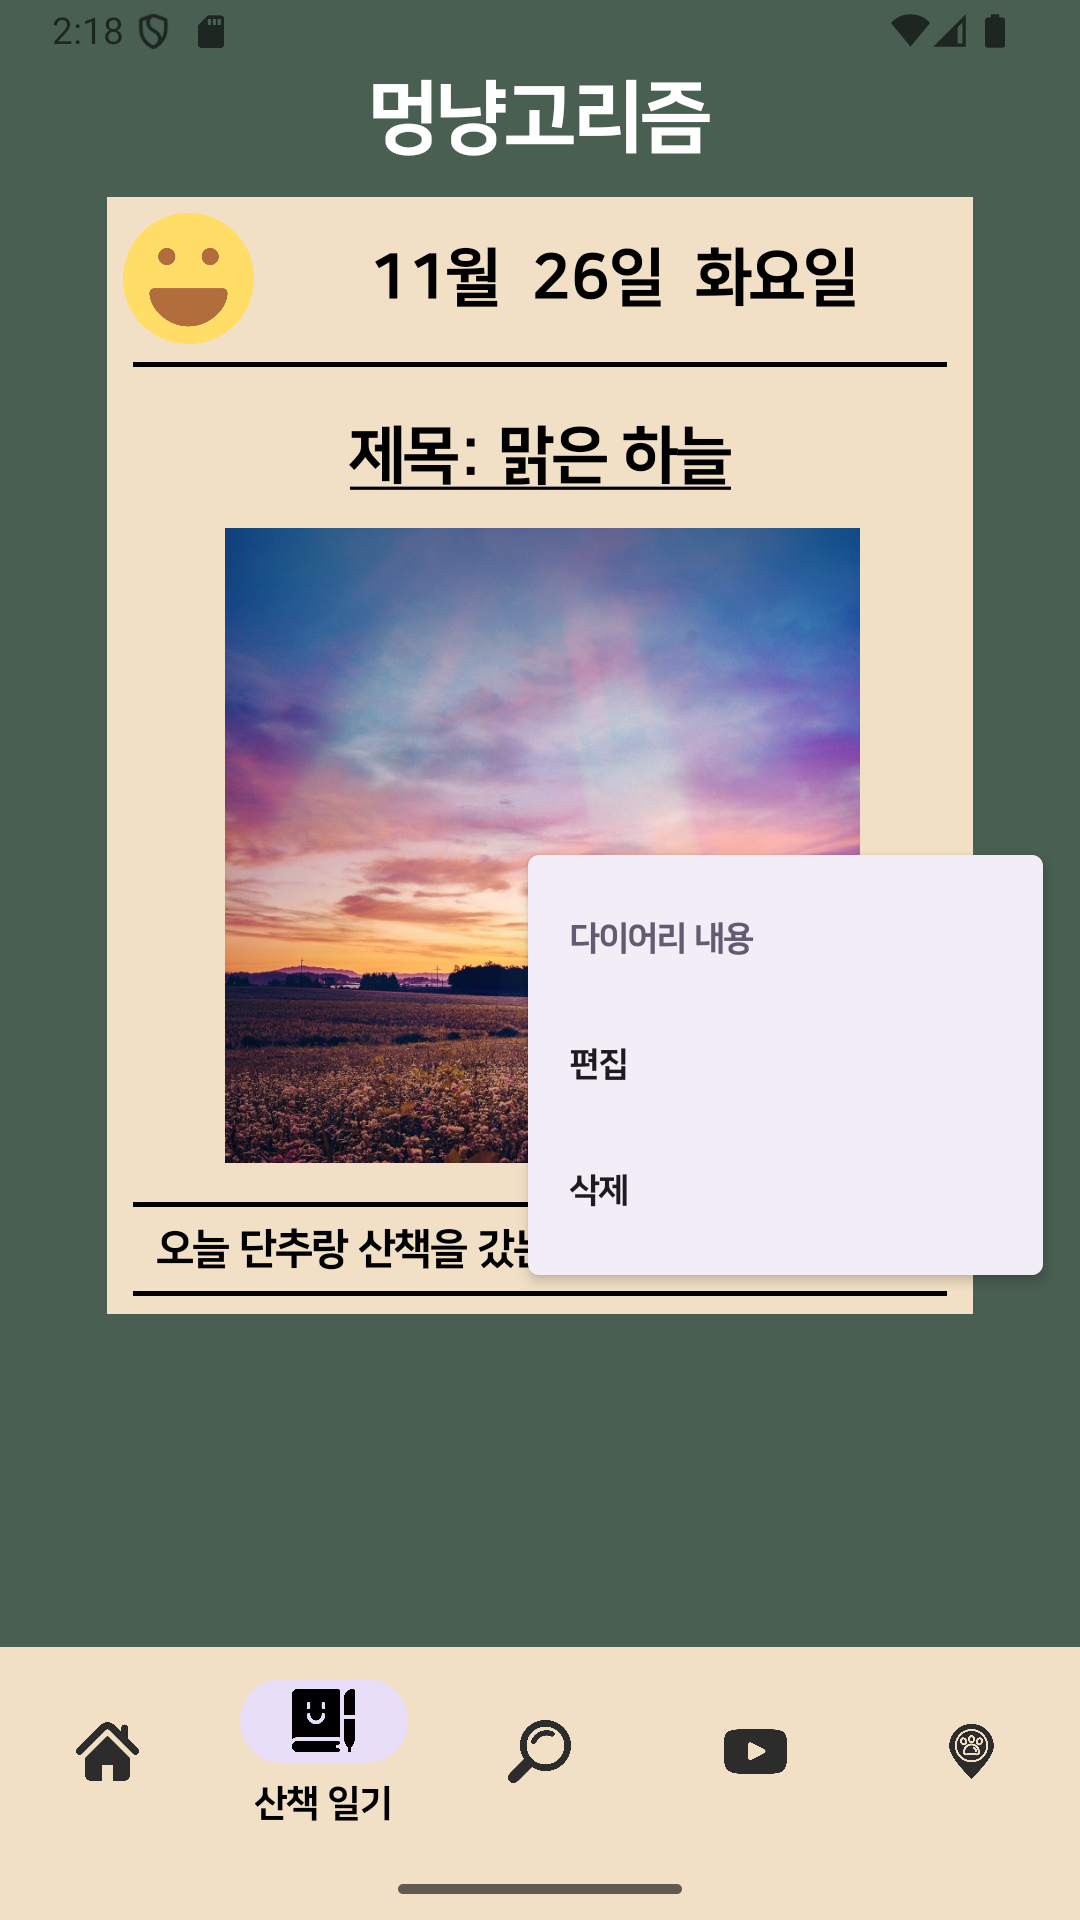 2:18
멍냥고리즘
11월 26일 화요일
제목: 맑은 하늘
다이어리 내용
편집
삭제
오늘 단추랑 산책을
산책 일기